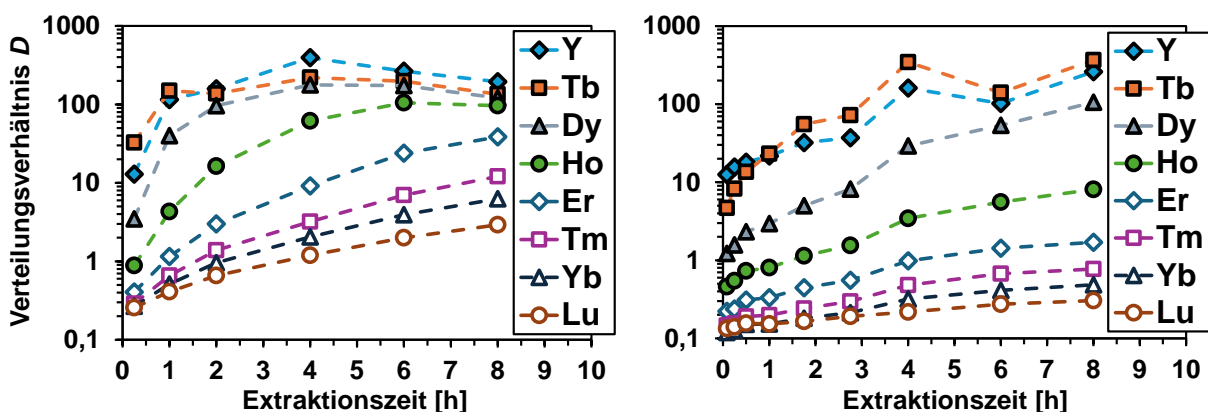 Verteilungsverhältnis D
1000
100
10
1
0,1
0 1 2 3 4 5 6 7 8 9 10
Extraktionszeit [h]
Y
Tb
Dy
Ho
Er
Tm
Yb
Lu
1000
100
10
1
0,1
0 1 2 3 4 5 6 7 8 9 10
Extraktionszeit [h]
Y
Tb
Dy
Ho
Er
Tm
Yb
Lu